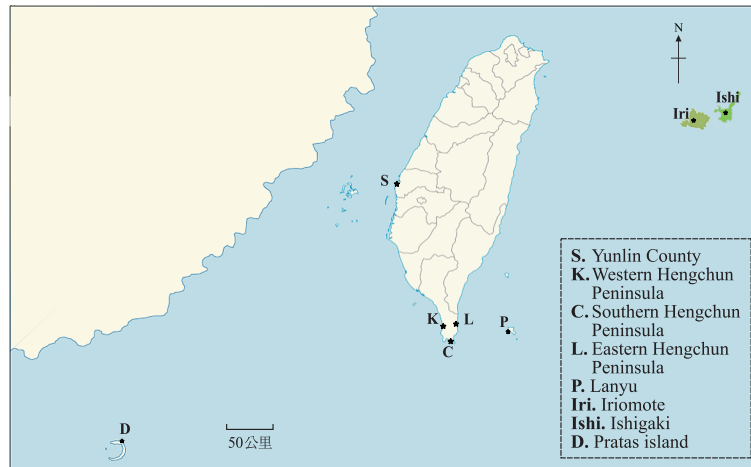 N
Ishi
Iri
S
K
L
P
C
D
50公里
S. Yunlin County
K. Western Hengchun
Peninsula
C. Southern Hengchun
Peninsula
L. Eastern Hengchun
Peninsula
P. Lanyu
Iri. Iriomote
Ishi. Ishigaki
D. Pratas island